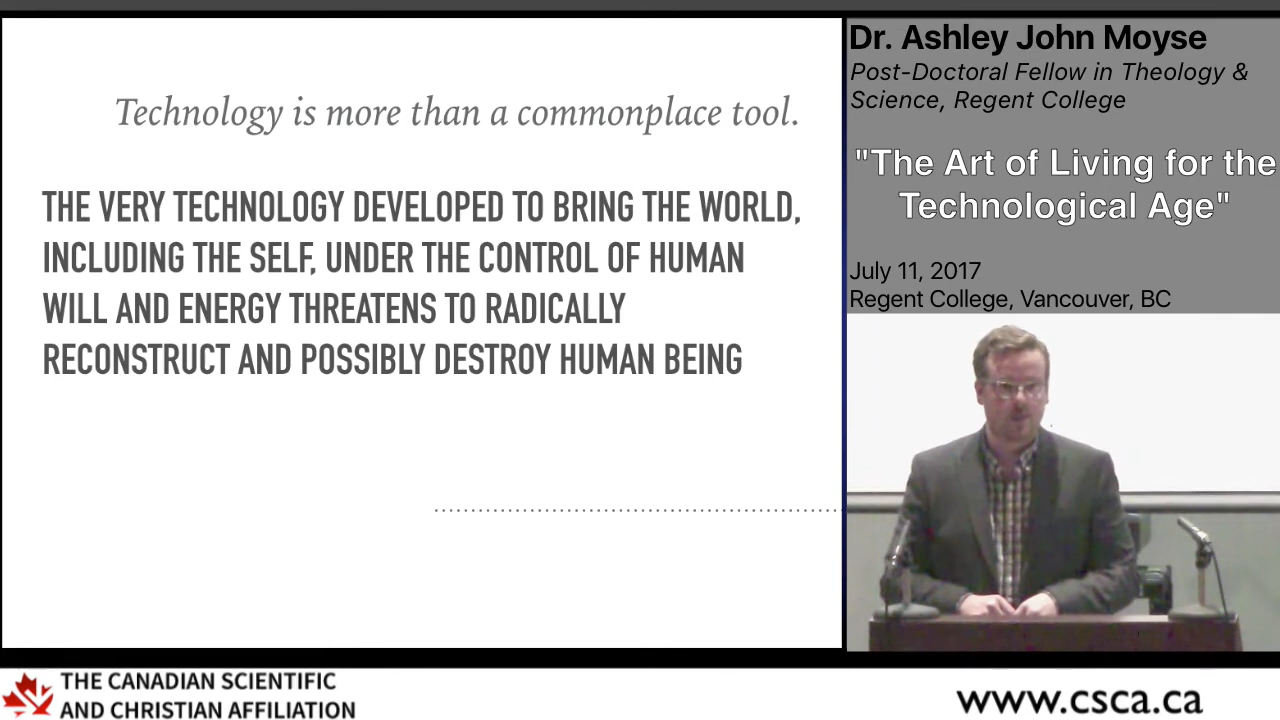 Technology is more than a commonplace tool.
THE VERY TECHNOLOGY DEVELOPED TO BRING THE WORLD,
INCLUDING THE SELF, UNDER THE CONTROL OF HUMAN
WILL AND ENERGY THREATENS TO RADICALLY
RECONSTRUCT AND POSSIBLY DESTROY HUMAN BEING
Dr. Ashley John Moyse
Post-Doctoral Fellow in Theology &
Science, Regent College
"The Art of Living for the
Technological Age"
July 11, 2017
Regent College, Vancouver, BC
THE CANADIAN SCIENTIFIC
AND CHRISTIAN AFFILIATION
www.csca.ca